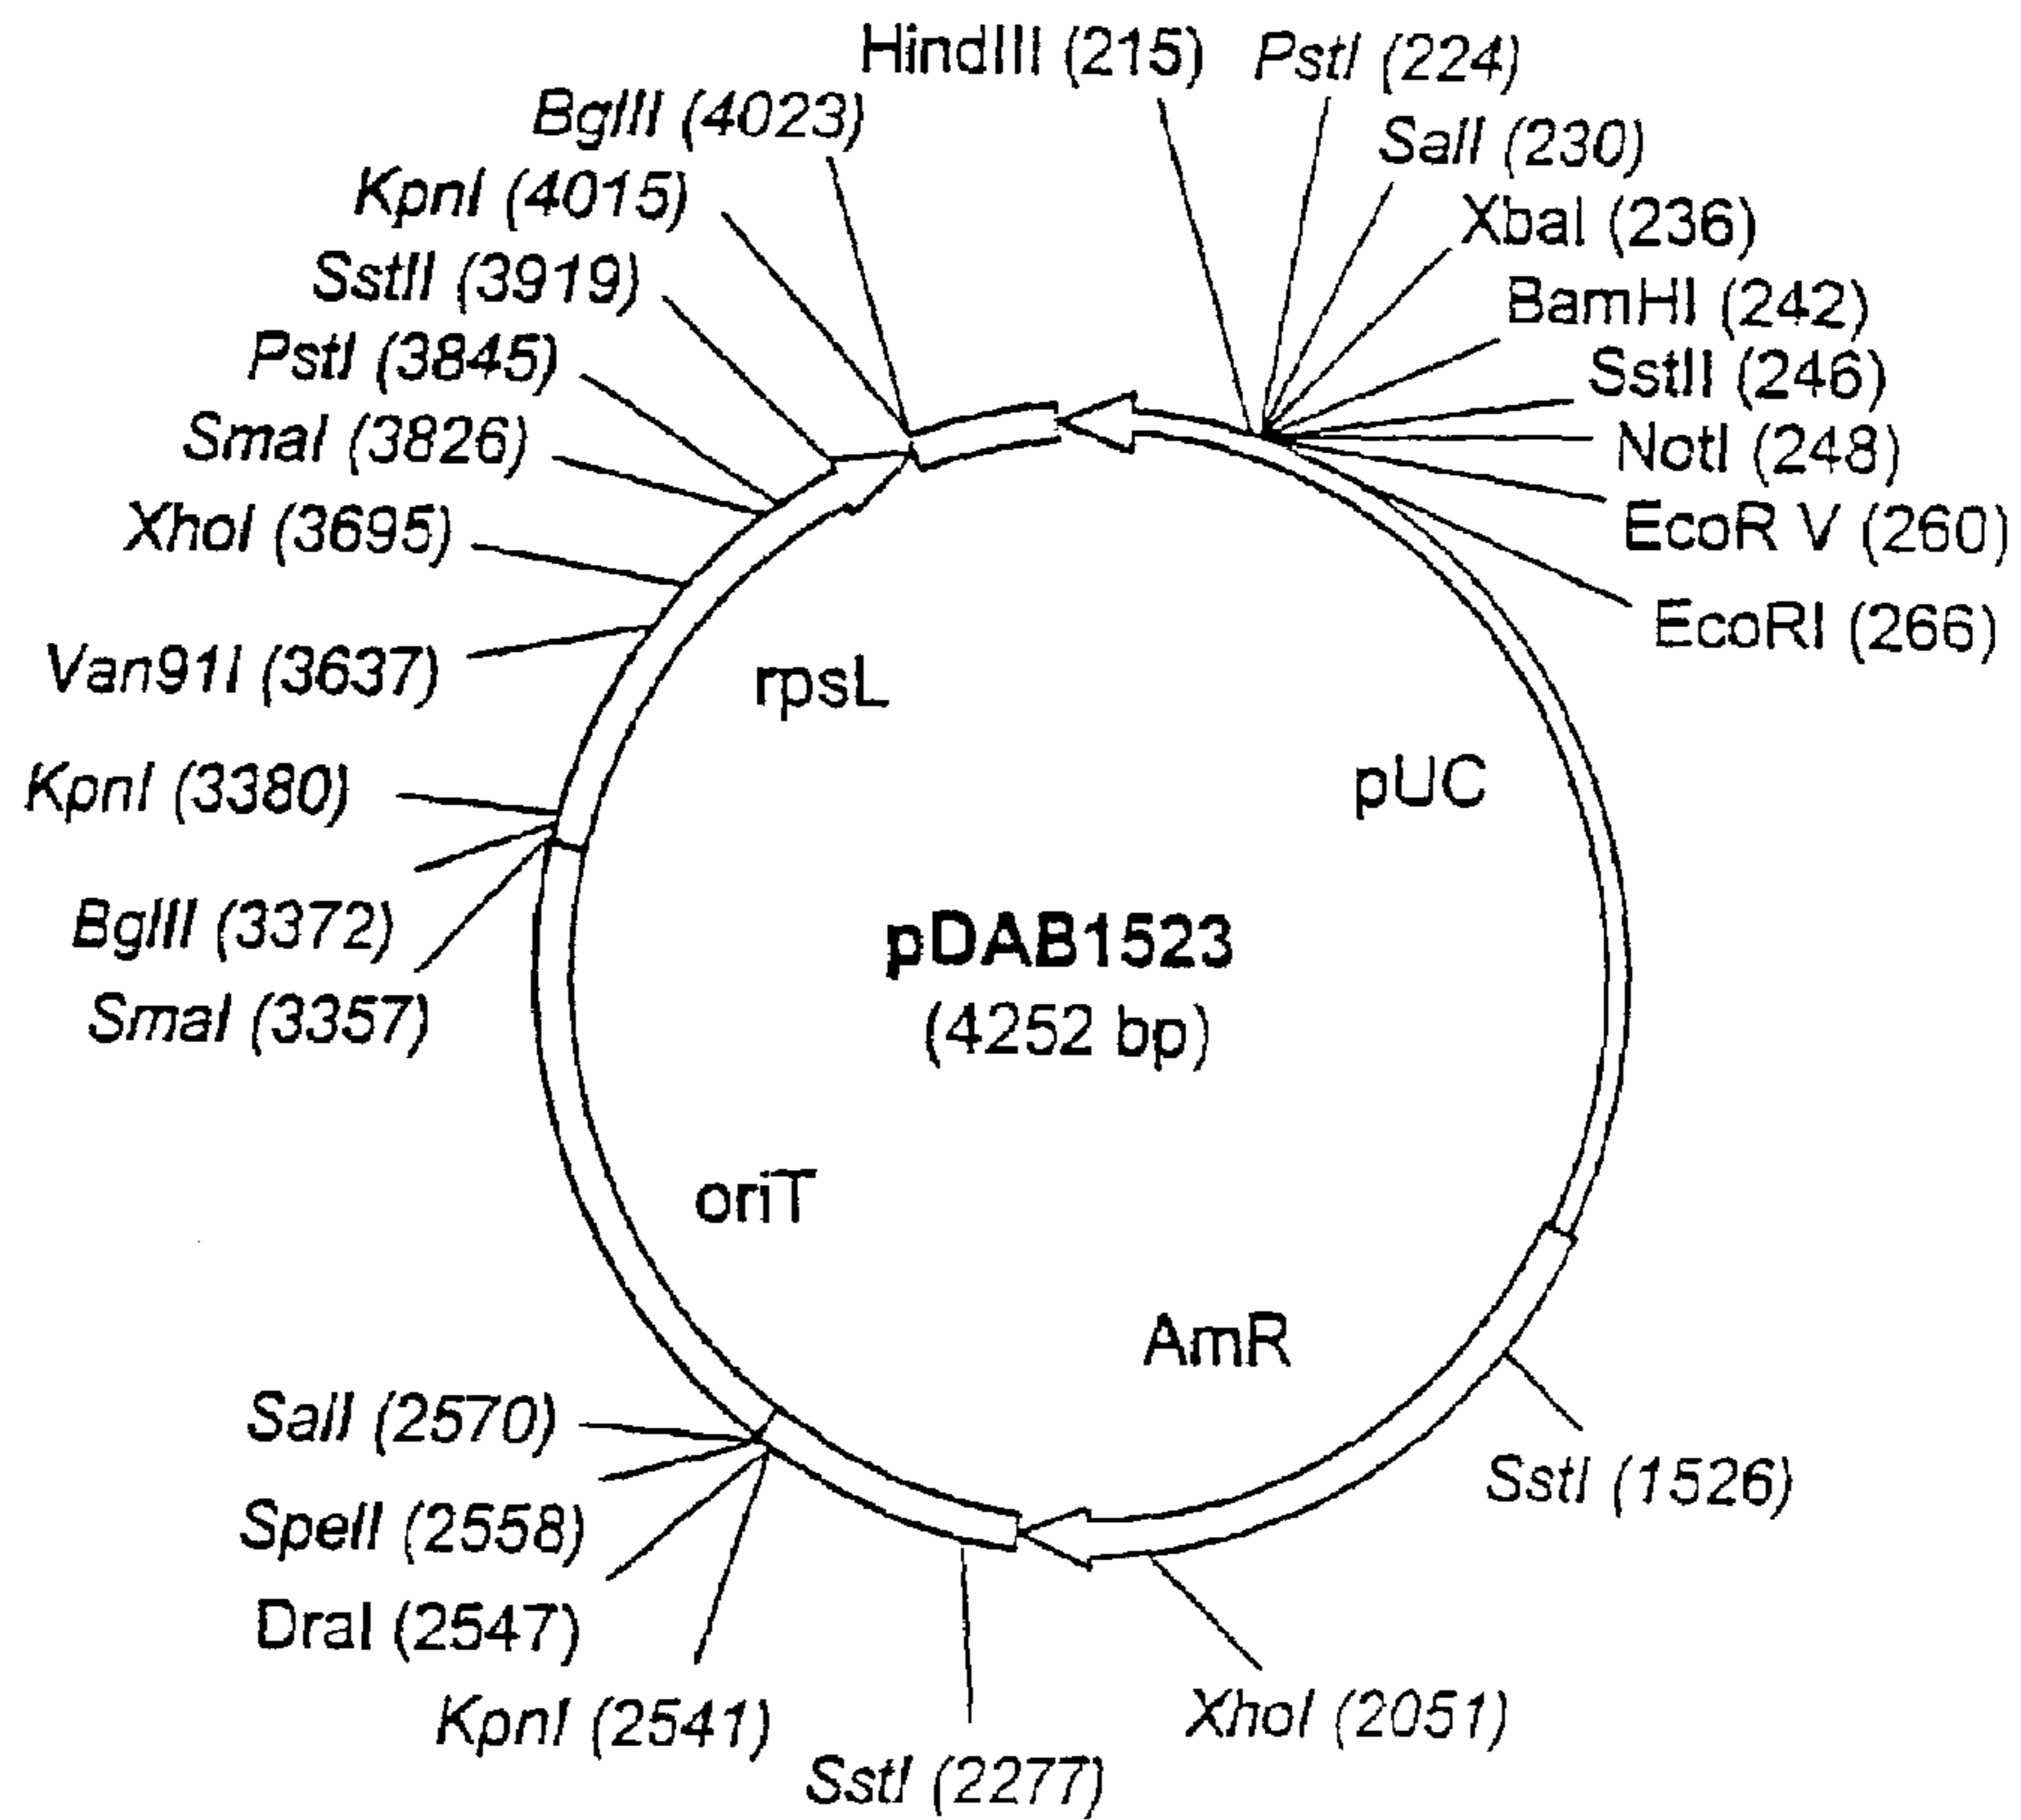 HindIII (215)
PstI (224)
SalI (230)
XbaI (236)
BamHI (242)
SstII (246)
NotI (248)
EcoR V (260)
EcoRI (266)
BglII (4023)
KpnI (4015)
SstII (3919)
PstI (3845)
SmaI (3826)
XhoI (3695)
Van91I (3637)
KpnI (3380)
BglII (3372)
SmaI (3357)
rpsL
pUC
pDAB1523
(4252 bp)
oriT
AmR
SalI (2570)
SpeII (2558)
DraI (2547)
KpnI (2541)
SstI (2277)
XhoI (2051)
SstI (1526)